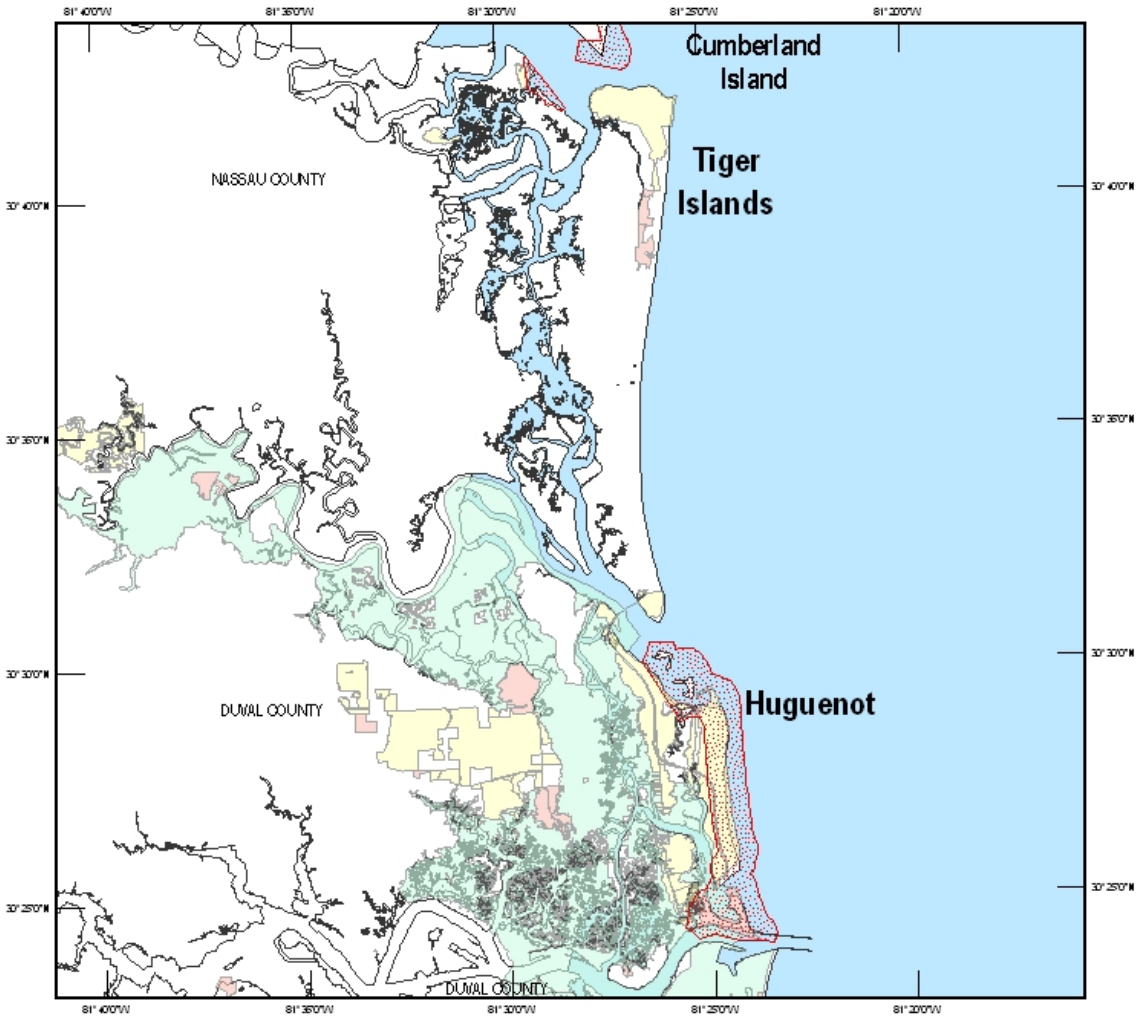 81° 40'0"W 81° 35'0"W 81° 30'0"W 81° 25'0"W 81° 20'0"W
Cumberland
Island
Tiger
Islands
NASSAU COUNTY
30° 40'0"N 30° 40'0"N
30° 35'0"N 30° 35'0"N
30° 30'0"N 30° 30'0"N
DUVAL COUNTY
Huguenot
30° 25'0"N 30° 25'0"N
DUVAL COUNTY
81° 40'0"W 81° 35'0"W 81° 30'0"W 81° 25'0"W 81° 20'0"W